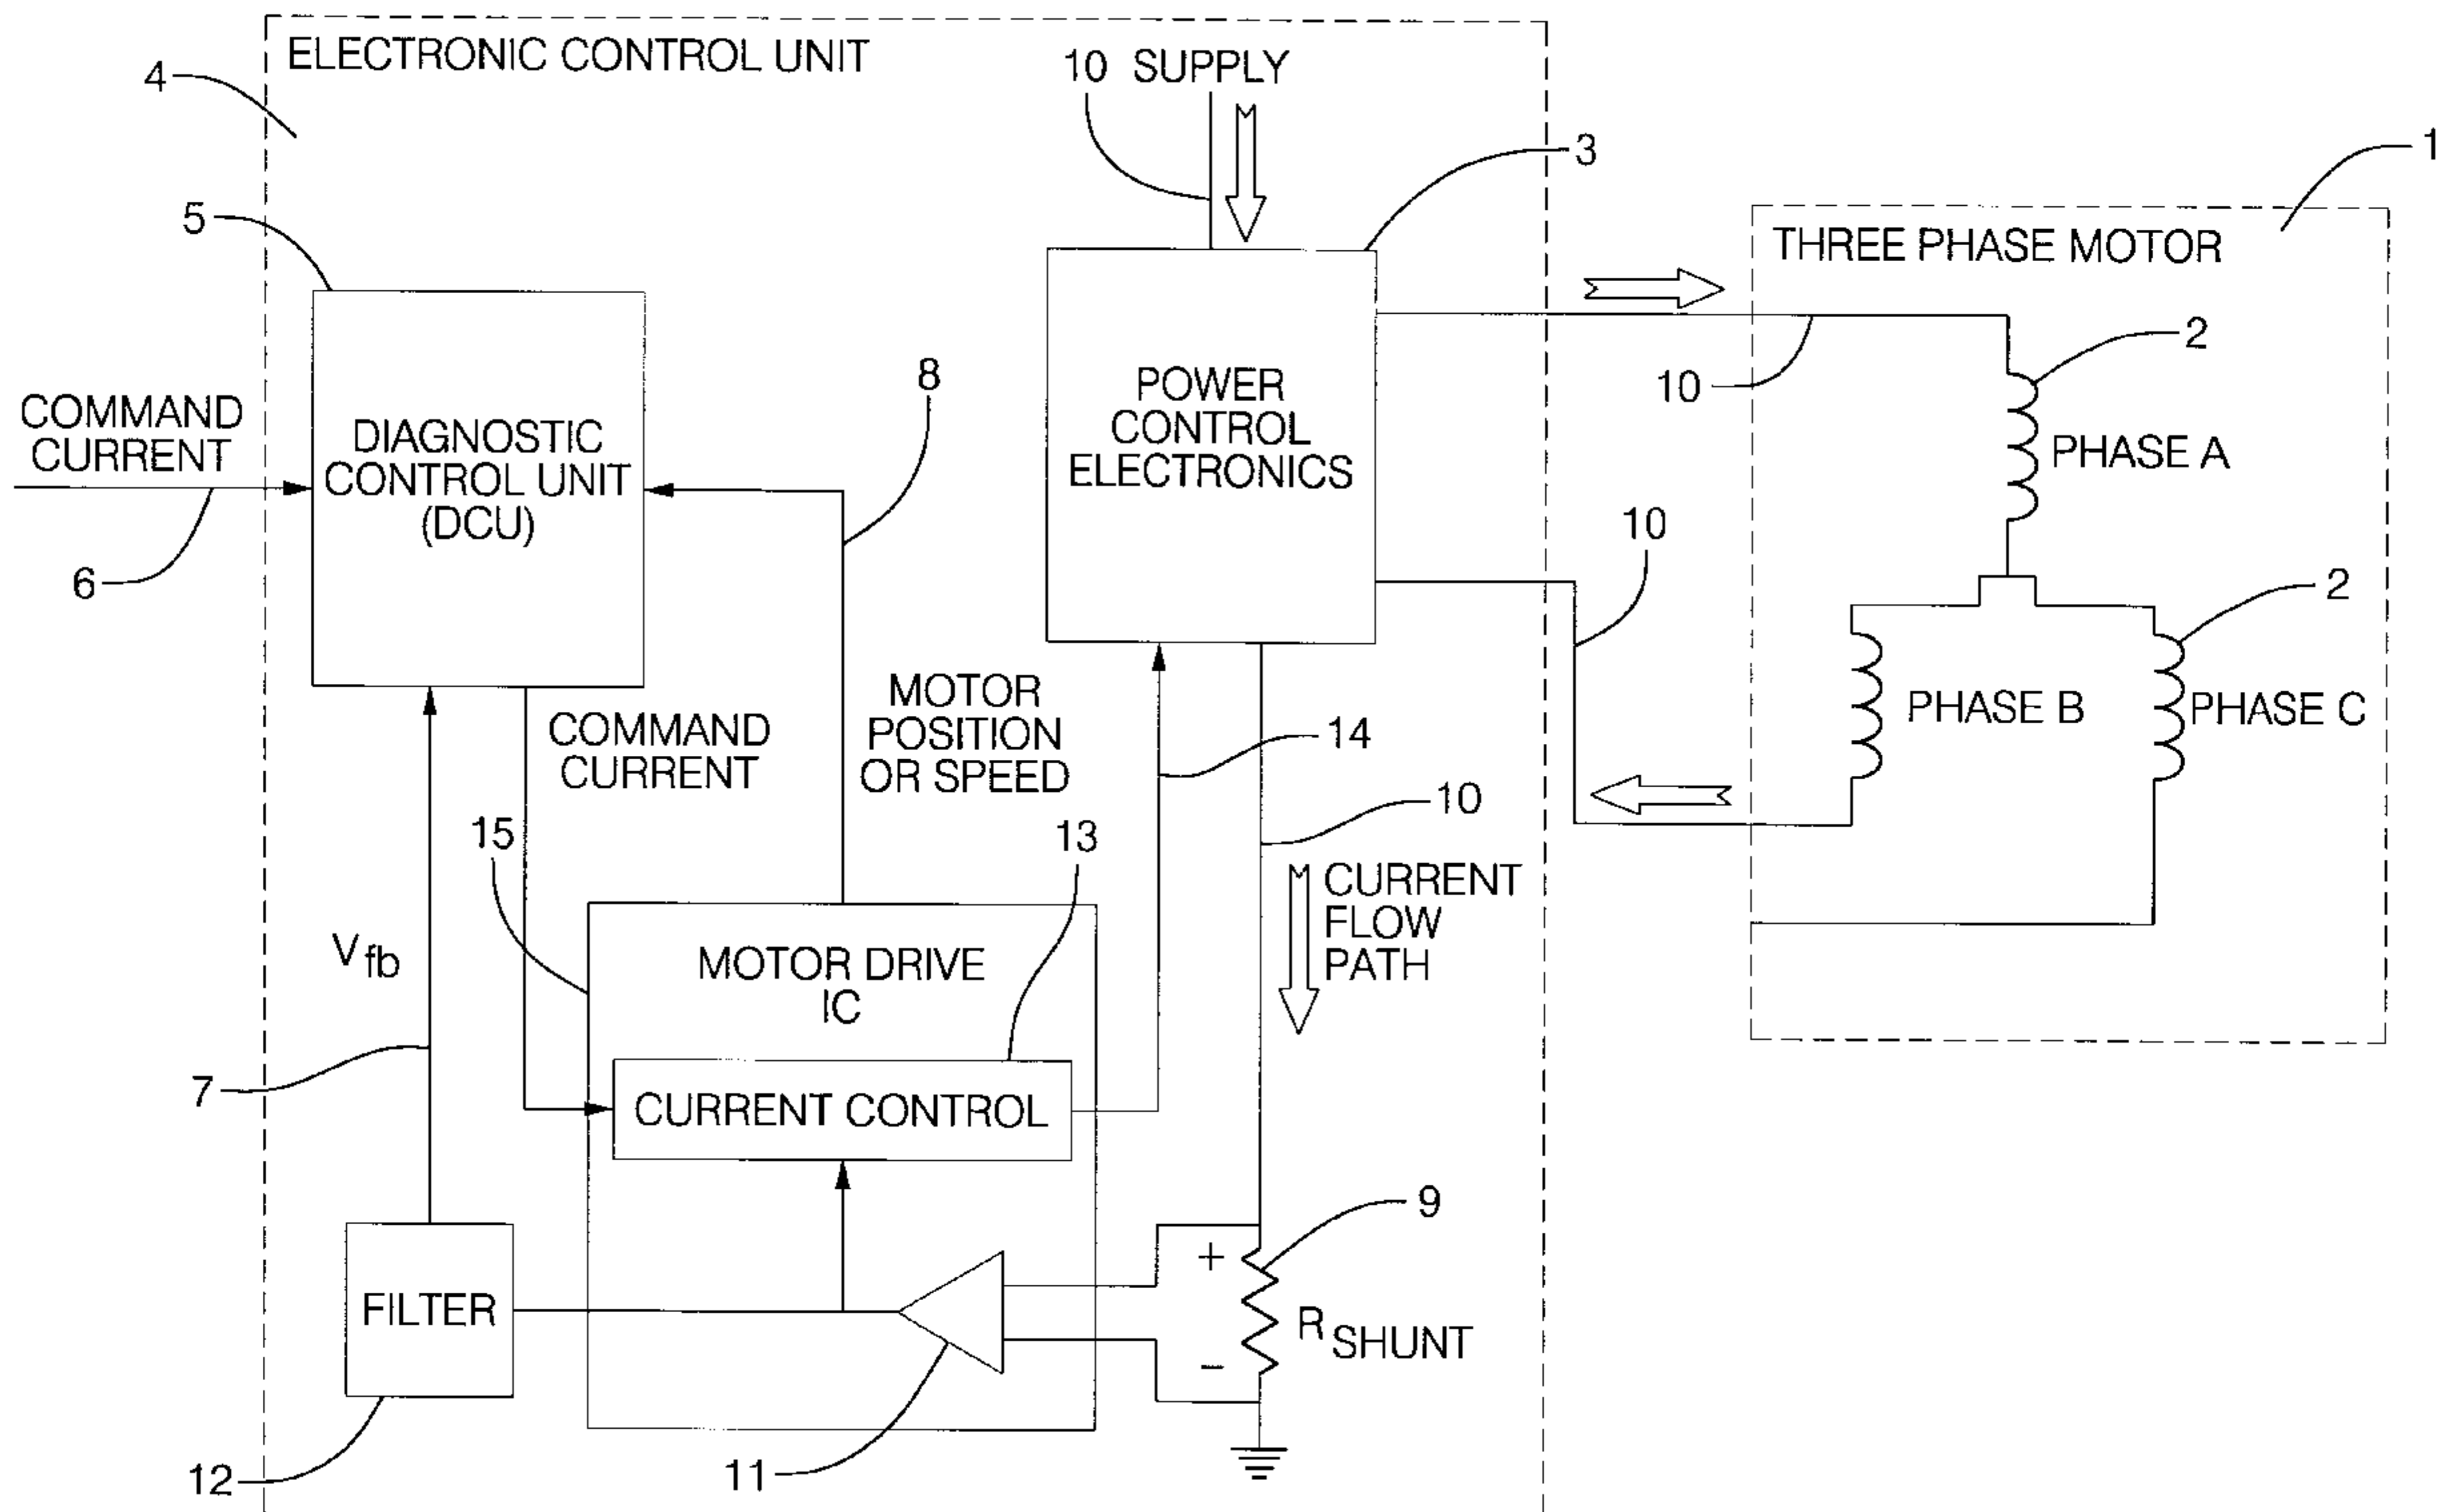 ELECTRONIC CONTROL UNIT
4
10 SUPPLY
10
3
1
5
THREE PHASE MOTOR
2
10
PHASE A
8
COMMAND
CURRENT
6
DIAGNOSTIC
CONTROL UNIT
(DCU)
POWER
CONTROL
ELECTRONICS
10
2
PHASE B
PHASE C
COMMAND
CURRENT
MOTOR
POSITION
OR SPEED
14
10
15
13
CURRENT
FLOW
PATH
Vfb
MOTOR DRIVE
IC
7
CURRENT CONTROL
9
+
FILTER
RSHUNT
–
12
11